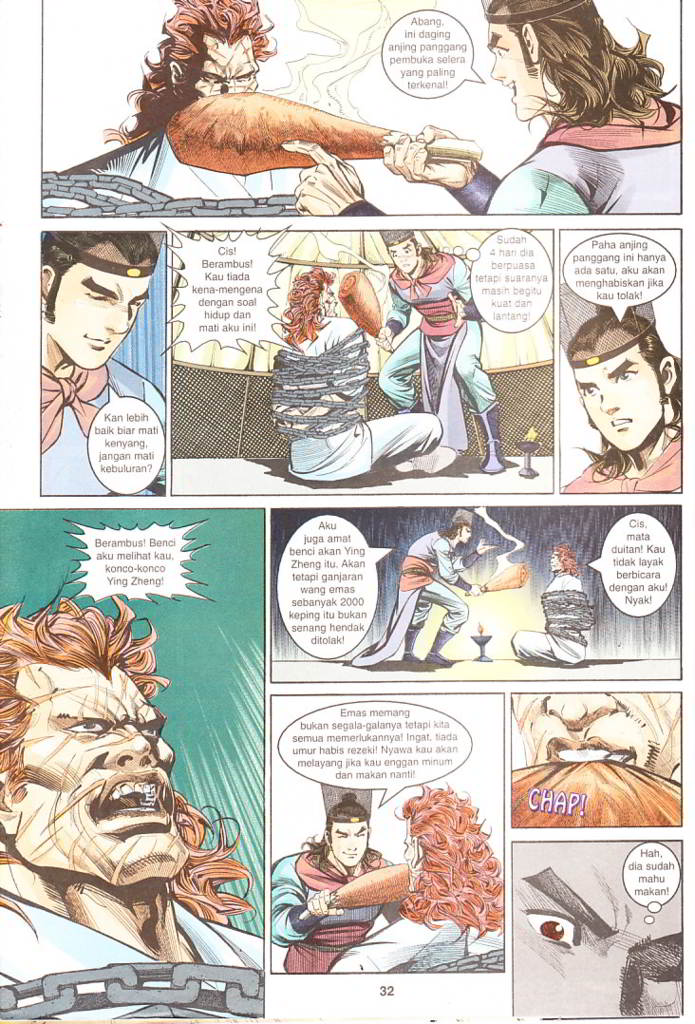 Abang,
ini daging
anjing panggang
pembuka selera
yang paling
terkenal!
Kan lebih
baik biar mati
kenyang,
jangan mati
kebuluran?
Cis!
Berambus!
Kau tiada
kena-mengena
dengan soal
hidup dan
mati aku ini!
Sudah
4 hari dia
berpuasa
tetapi suaranya
masih begitu
kuat dan
lantang!
Paha anjing
panggang ini hanya
ada satu, aku akan
menghabiskan jika
kau tolak!
Berambus! Benci
aku melihat kau,
konco-konco
Ying Zheng!
Aku
juga amat
benci akan Ying
Zheng itu. Akan
tetapi ganjaran
wang emas
sebanyak 2000
keping itu bukan
senang hendak
ditolak!
Cis,
mata
duitan! Kau
tidak layak
berbicara
dengan aku!
Nyak!
Emas memang
bukan segala-galanya tetapi kita
semua memerlukannya! Ingat, tiada
umur habis rezeki! Nyawa kau akan
melayang jika kau enggan minum
dan makan nanti!
CHAP!
Hah,
dia sudah
mahu
makan!
32